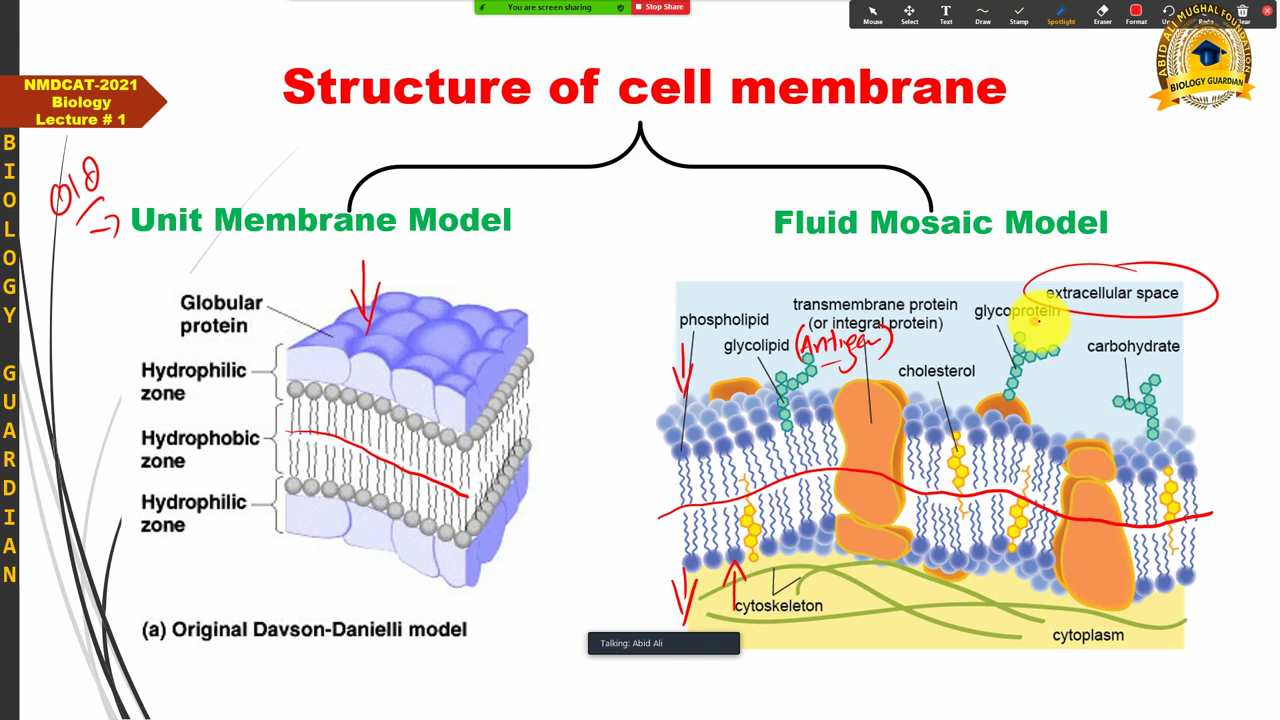 You are screen sharing
Stop Share
Mouse
Select
Text
Draw
Stamp
Spotlight
Eraser
Format
Clear
ABID ALI MUGHAL FOUNDATION
BIOLOGY GUARDIAN
Structure of cell membrane
NMDCAT-2021
Biology
Lecture # 1
BIOLOGY GUARDIAN
Unit Membrane Model
Fluid Mosaic Model
Globular
protein
Hydrophilic
zone
Hydrophobic
zone
Hydrophilic
zone
(a) Original Davson-Danielli model
extracellular space
transmembrane protein
(or integral protein)
glycoprotein
phospholipid
glycolipid
(Antigen)
carbohydrate
cholesterol
cytoskeleton
cytoplasm
Talking: Abid Ali